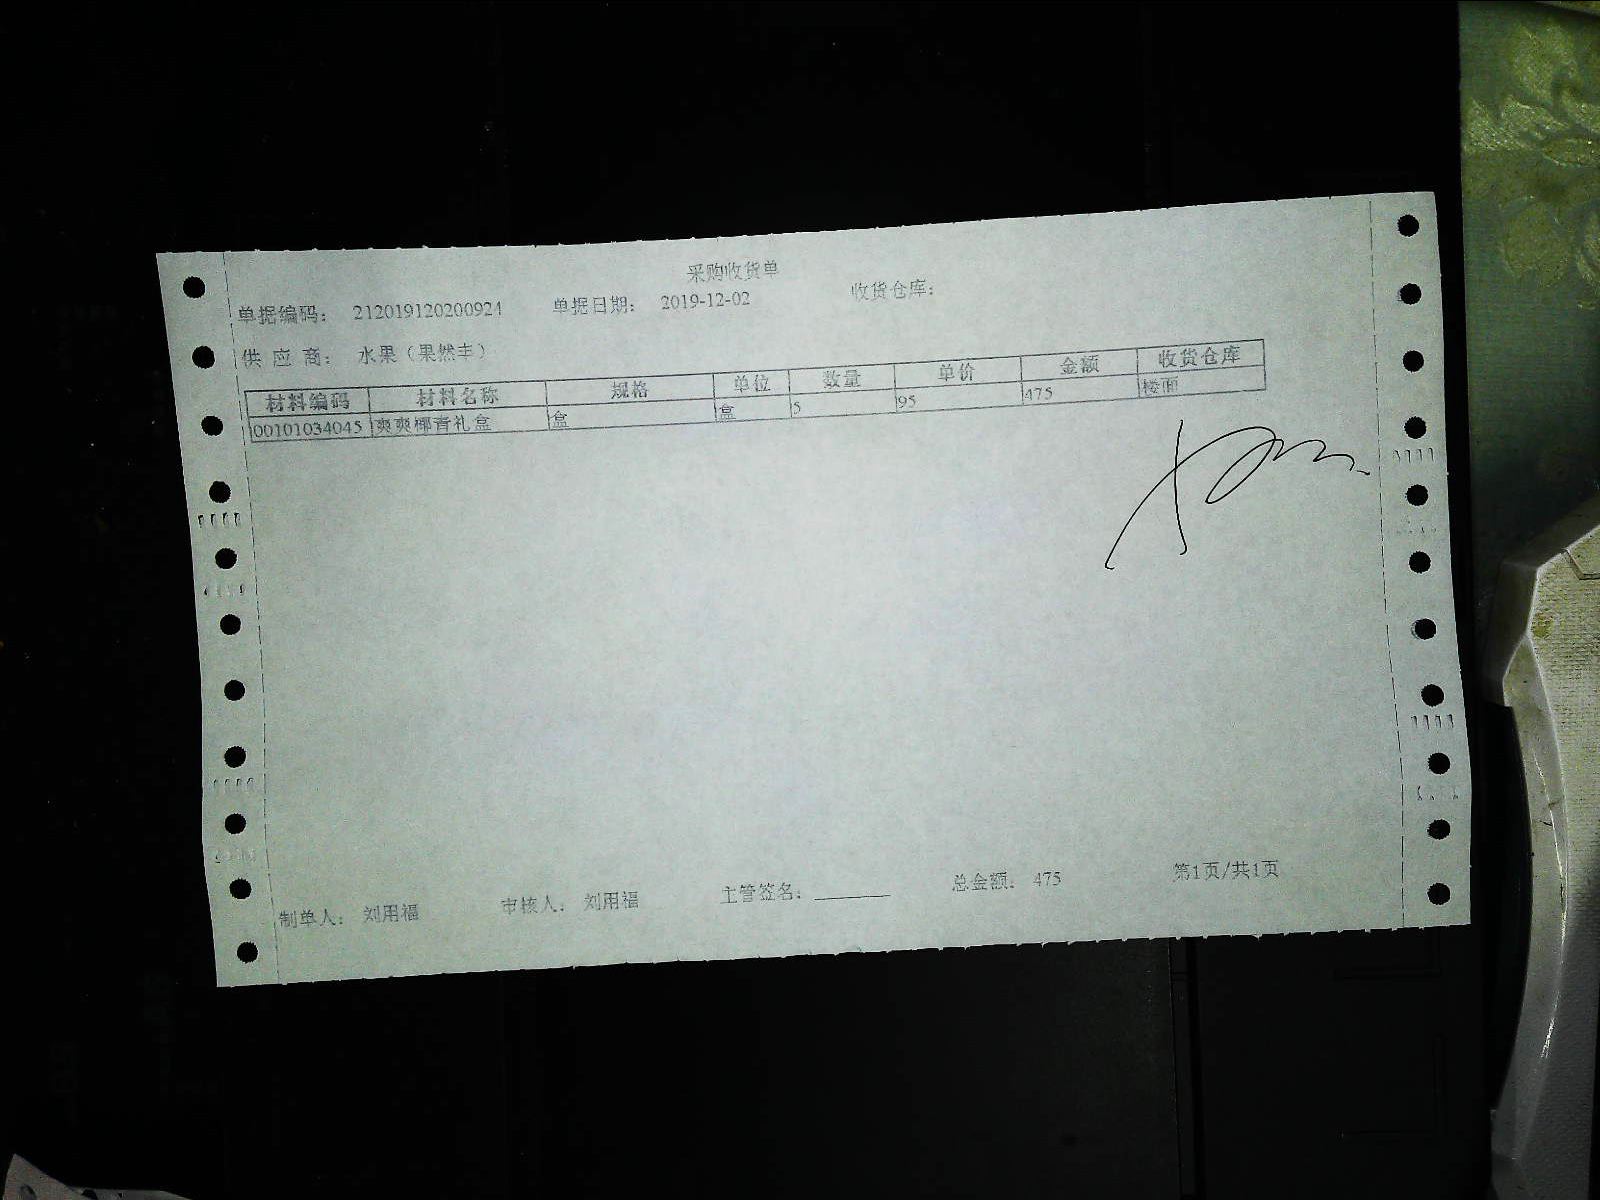 采购收货单
单据编码: 212019120200924 单据日期: 2019-12-02 收货仓库:
供应商: 水果（果然丰）
材料编码 材料名称 规格 单位 数量 单价 金额 收货仓库
00101034045 爽爽椰青礼盒 盒 盒 5 95 475 楼面
制单人: 刘用福 审核人: 刘用福 主管签名: 总金额: 475 第1页/共1页